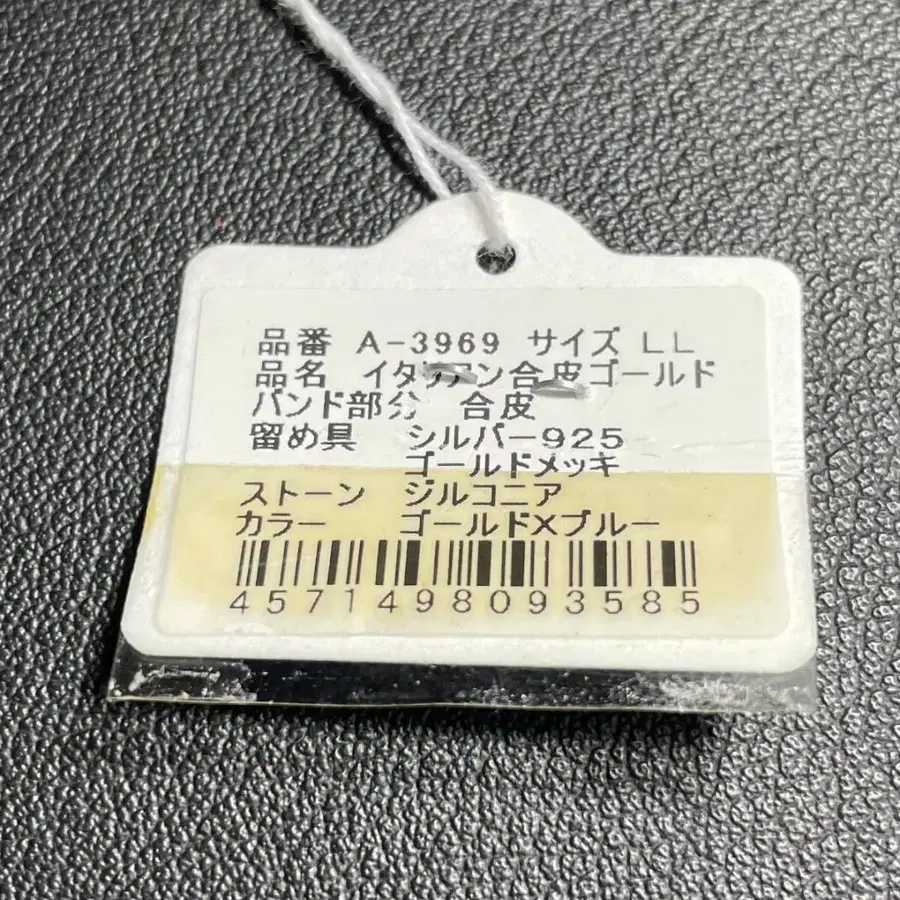 品番 A-3969 サイズ LL
品名 イタリアン合皮ゴールド
バンド部分 合皮
留め具 シルバー925
ゴールドメッキ
ストーン ジルコニア
カラー ゴールドXブルー
4571498093585